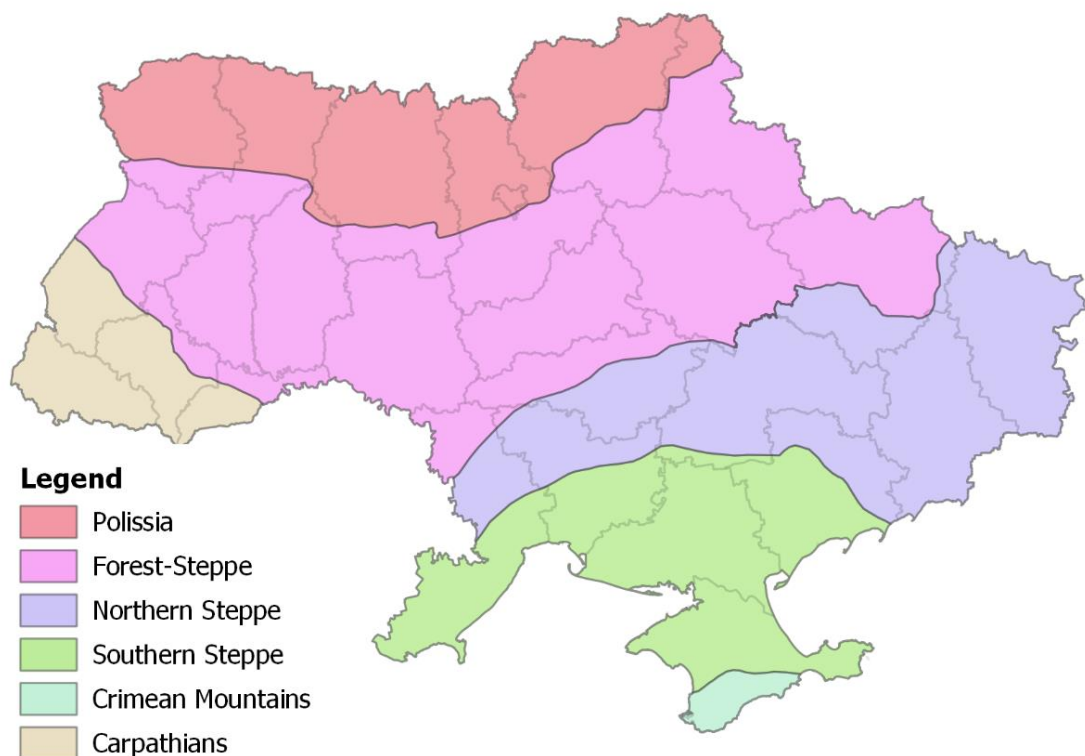 Legend
Polissia
Forest-Steppe
Northern Steppe
Southern Steppe
Crimean Mountains
Carpathians